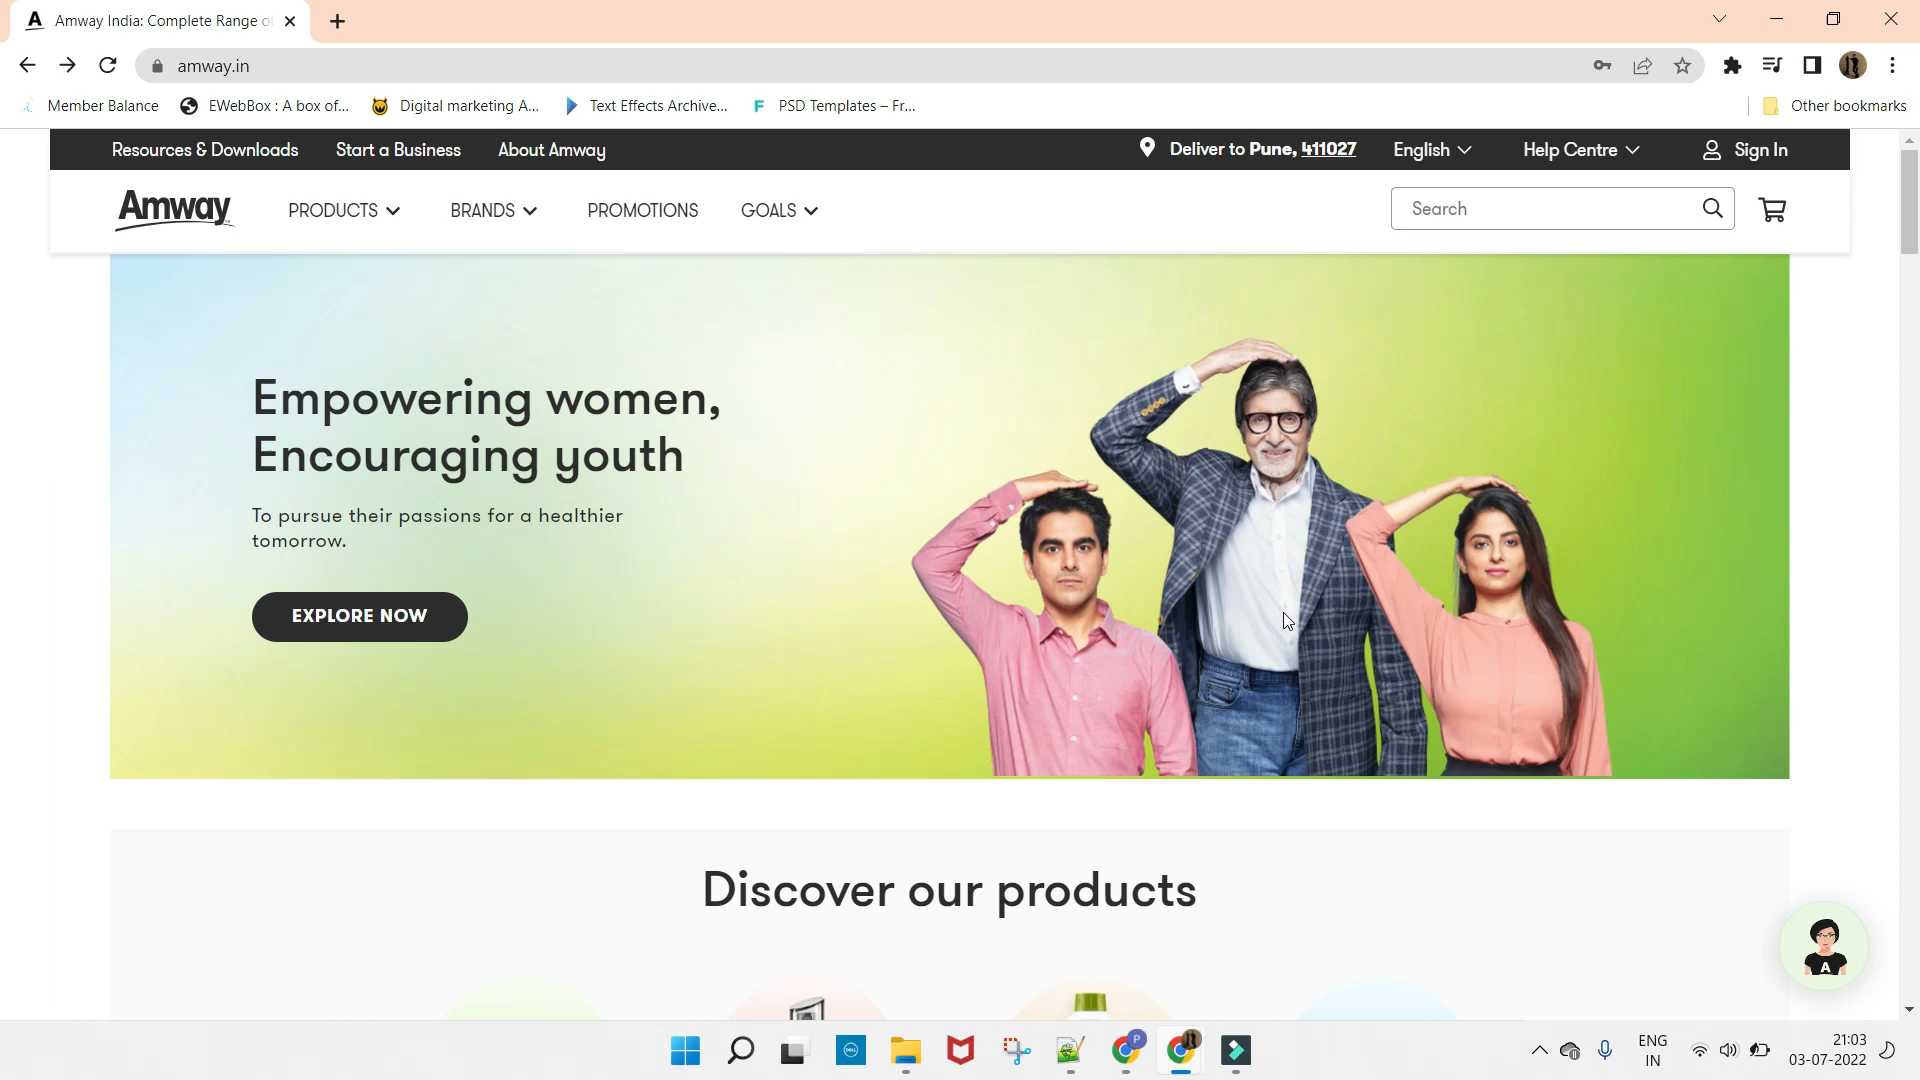 Amway India: Complete Range of
amway.in
Member Balance EWebBox : A box of... Digital marketing A... Text Effects Archive... PSD Templates – Fr... Other bookmarks
Resources & Downloads Start a Business About Amway Deliver to Pune, 411027 English Help Centre Sign In
Amway PRODUCTS BRANDS PROMOTIONS GOALS Search
Empowering women,
Encouraging youth
To pursue their passions for a healthier
tomorrow.
EXPLORE NOW
Discover our products
ENG
IN
21:03
03-07-2022